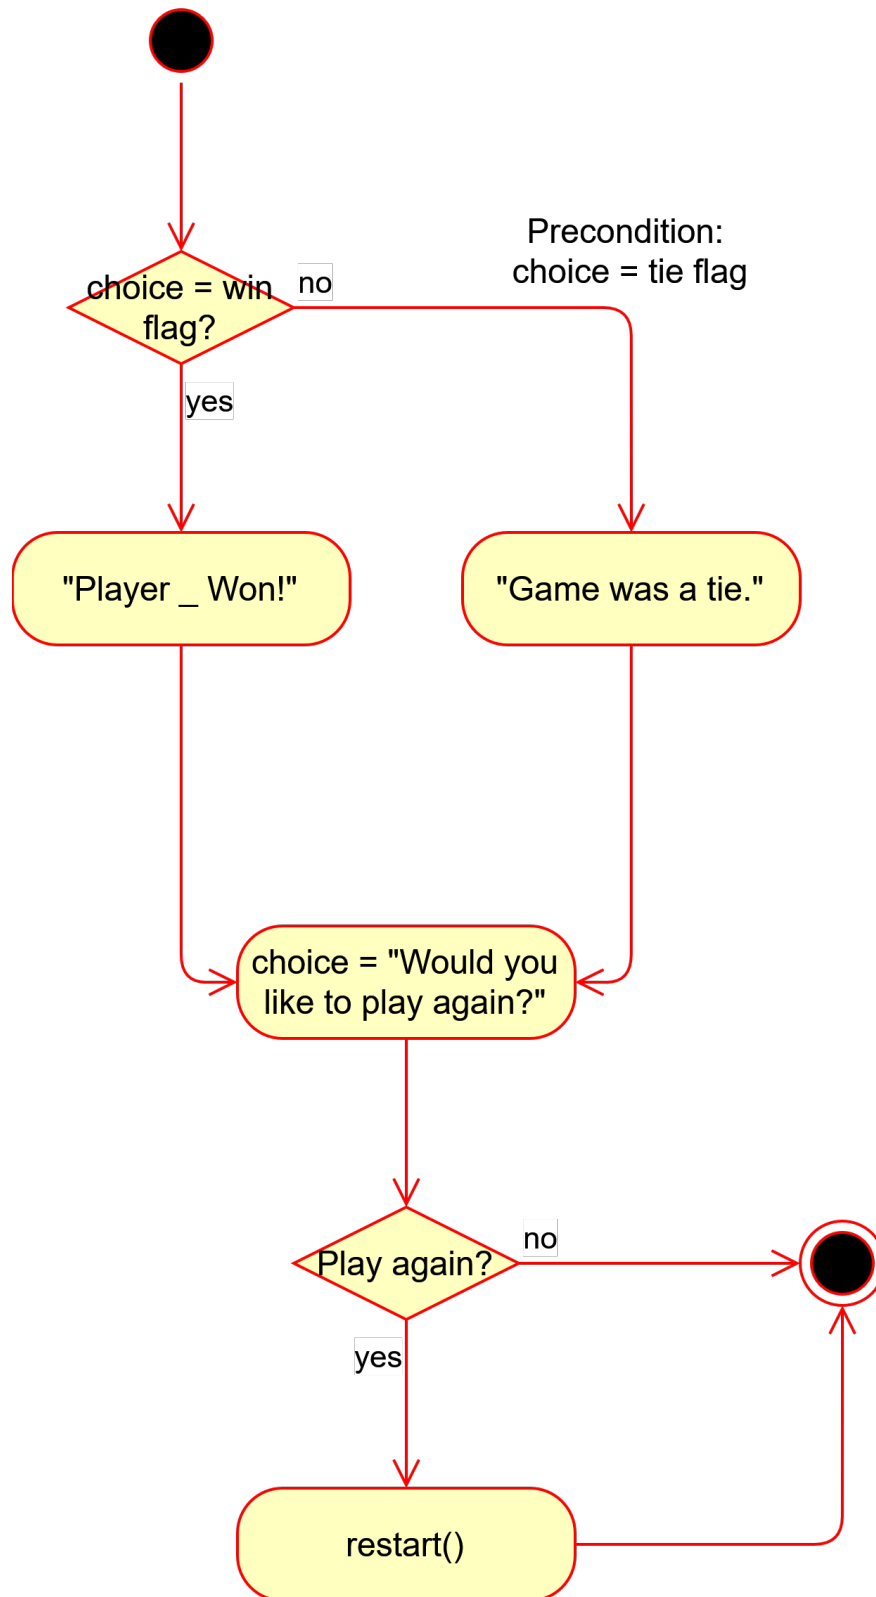 Precondition:
choice = tie flag
choice = win
flag?
no
yes
"Player _ Won!"
"Game was a tie."
choice = "Would you
like to play again?"
Play again?
no
yes
restart()